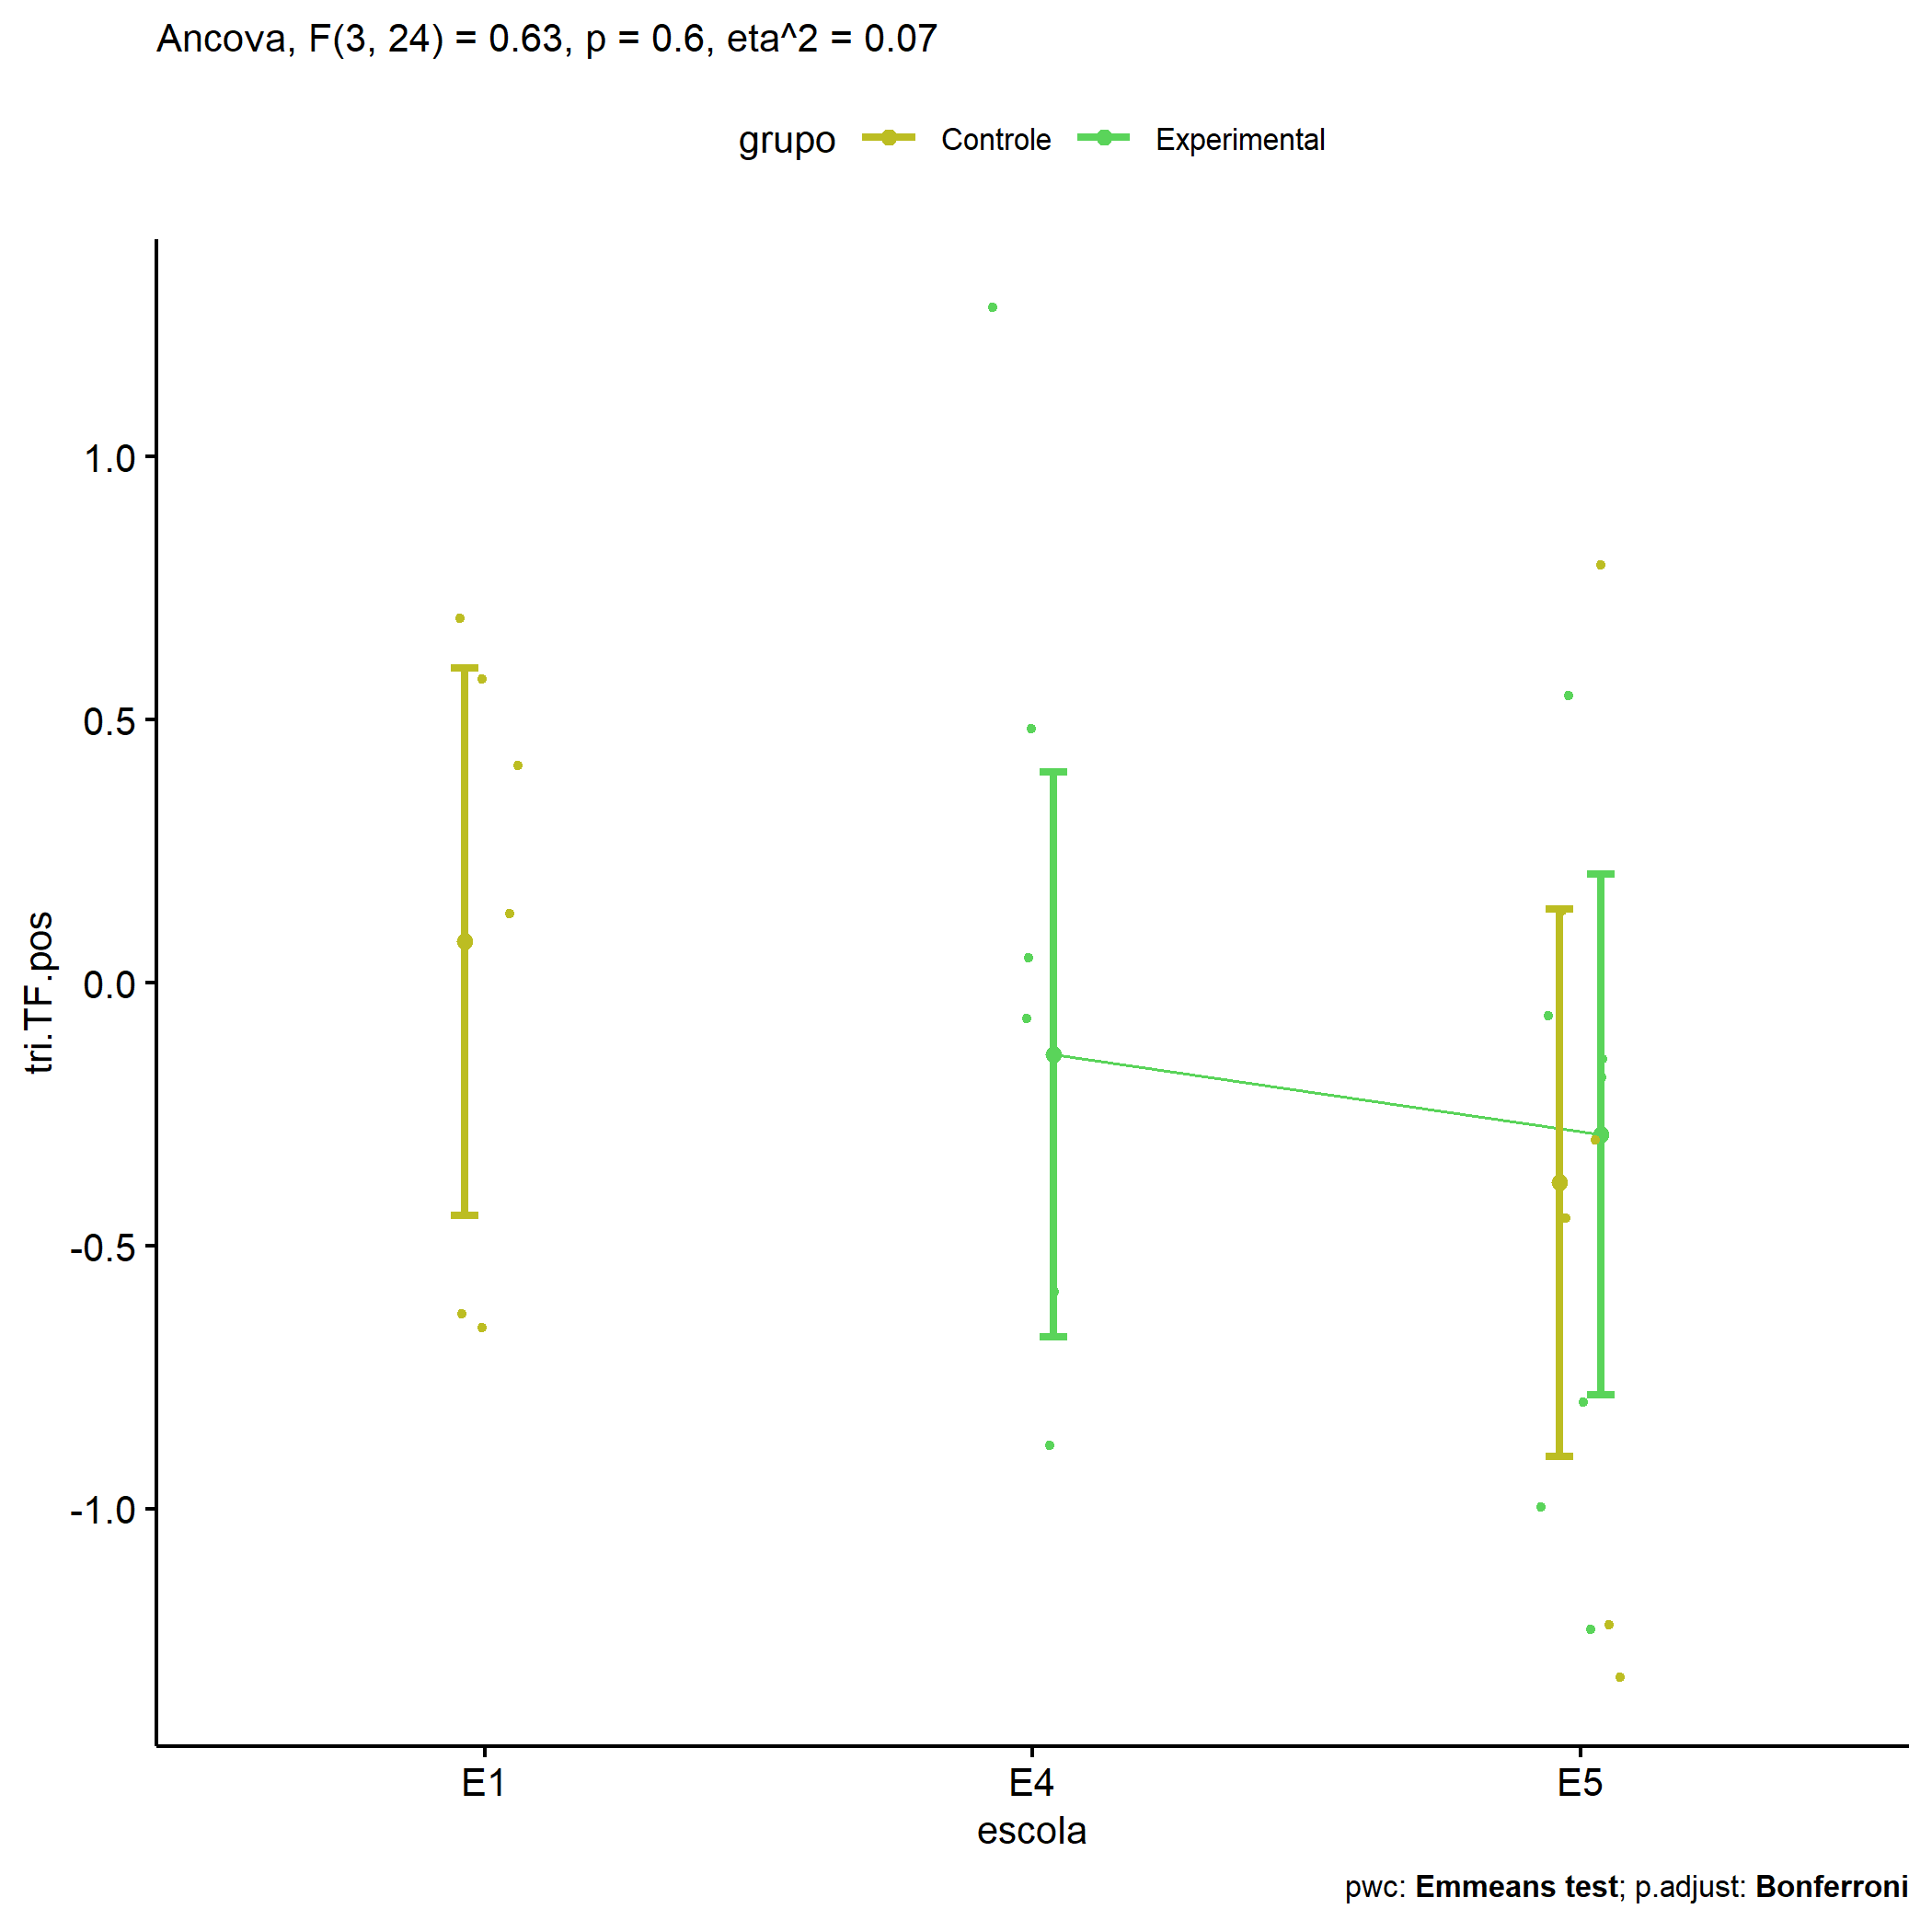 Ancova, F(3, 24) = 0.63, p = 0.6, eta^2 = 0.07
grupo Controle Experimental
1.0
0.5
0.0
-0.5
-1.0
tri.TF.pos
E1 E4 E5
escola
pwc: Emmeans test; p.adjust: Bonferroni